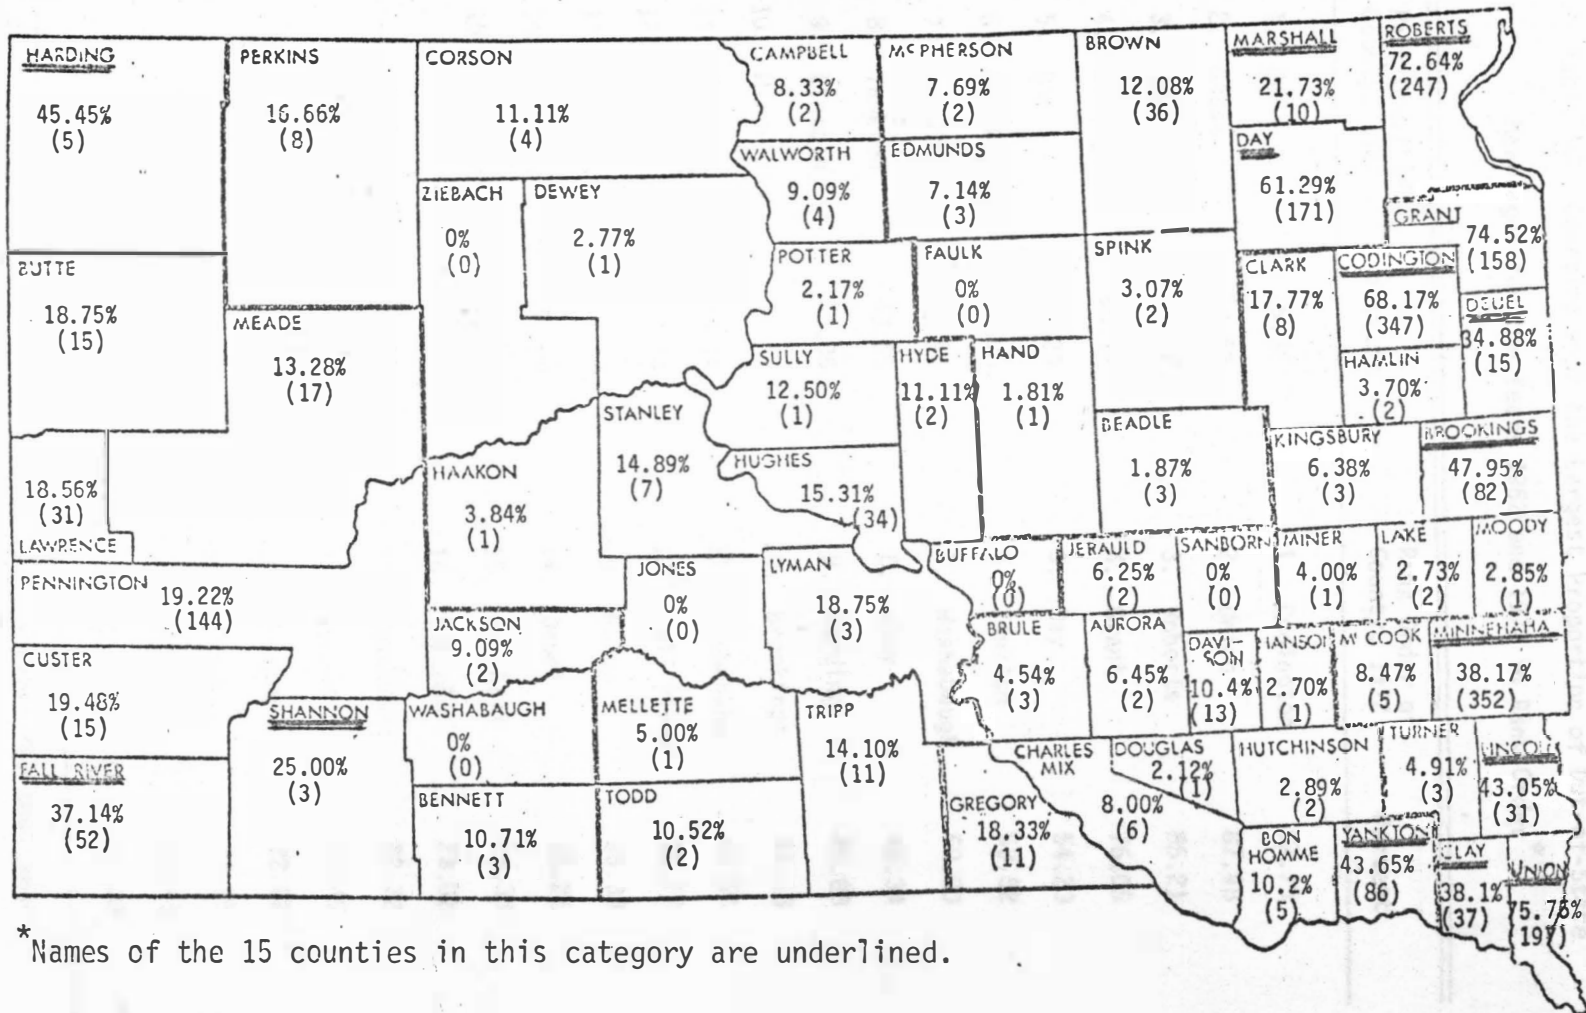 HARDING
45.45%
(5)
PERKINS
16.66%
(8)
CORSON
11.11%
(4)
CAMPBELL
8.33%
(2)
McPHERSON
7.69%
(2)
BROWN
12.08%
(36)
MARSHALL
21.73%
(10)
ROBERTS
72.64%
(247)
WALWORTH
9.09%
(4)
EDMUNDS
7.14%
(3)
DAY
61.29%
(171)
ZIEBACH
0%
(0)
DEWEY
2.77%
(1)
GRANT
74.52%
(158)
BUTTE
18.75%
(15)
MEADE
13.28%
(17)
POTTER
2.17%
(1)
FAULK
0%
(0)
SPINK
3.07%
(2)
CLARK
17.77%
(8)
CODINGTON
68.17%
(347)
DEUEL
34.88%
(15)
HAMLIN
3.70%
(2)
SULLY
12.50%
(1)
HYDE
11.11%
(2)
HAND
1.81%
(1)
STANLEY
14.89%
(7)
HUGHES
15.31%
(34)
BEADLE
1.87%
(3)
KINGSBURY
6.38%
(3)
BROOKINGS
47.95%
(82)
18.56%
(31)
LAWRENCE
HAAKON
3.84%
(1)
PENNINGTON
19.22%
(144)
JACKSON
9.09%
(2)
JONES
0%
(0)
LYMAN
18.75%
(3)
BUFFALO
0%
(0)
JERAULD
6.25%
(2)
SANBORN
0%
(0)
MINER
4.00%
(1)
LAKE
2.73%
(2)
MOODY
2.85%
(1)
BRULE
4.54%
(3)
AURORA
6.45%
(2)
DAVI-
SON
10.4%
(13)
HANSON
2.70%
(1)
Mc COOK
8.47%
(5)
MINNEHAHA
38.17%
(352)
CUSTER
19.48%
(15)
SHANNON
25.00%
(3)
WASHABAUGH
0%
(0)
MELLETTE
5.00%
(1)
TRIPP
14.10%
(11)
CHARLES
MIX
8.00%
(6)
DOUGLAS
2.12%
(1)
HUTCHINSON
2.89%
(2)
TURNER
4.91%
(3)
LINCOLN
43.05%
(31)
FALL RIVER
37.14%
(52)
BENNETT
10.71%
(3)
TODD
10.52%
(2)
GREGORY
18.33%
(11)
BON
HOMME
10.2%
(5)
YANKTON
43.65%
(86)
CLAY
38.1%
(37)
UNION
75.76%
*Names of the 15 counties in this category are underlined.